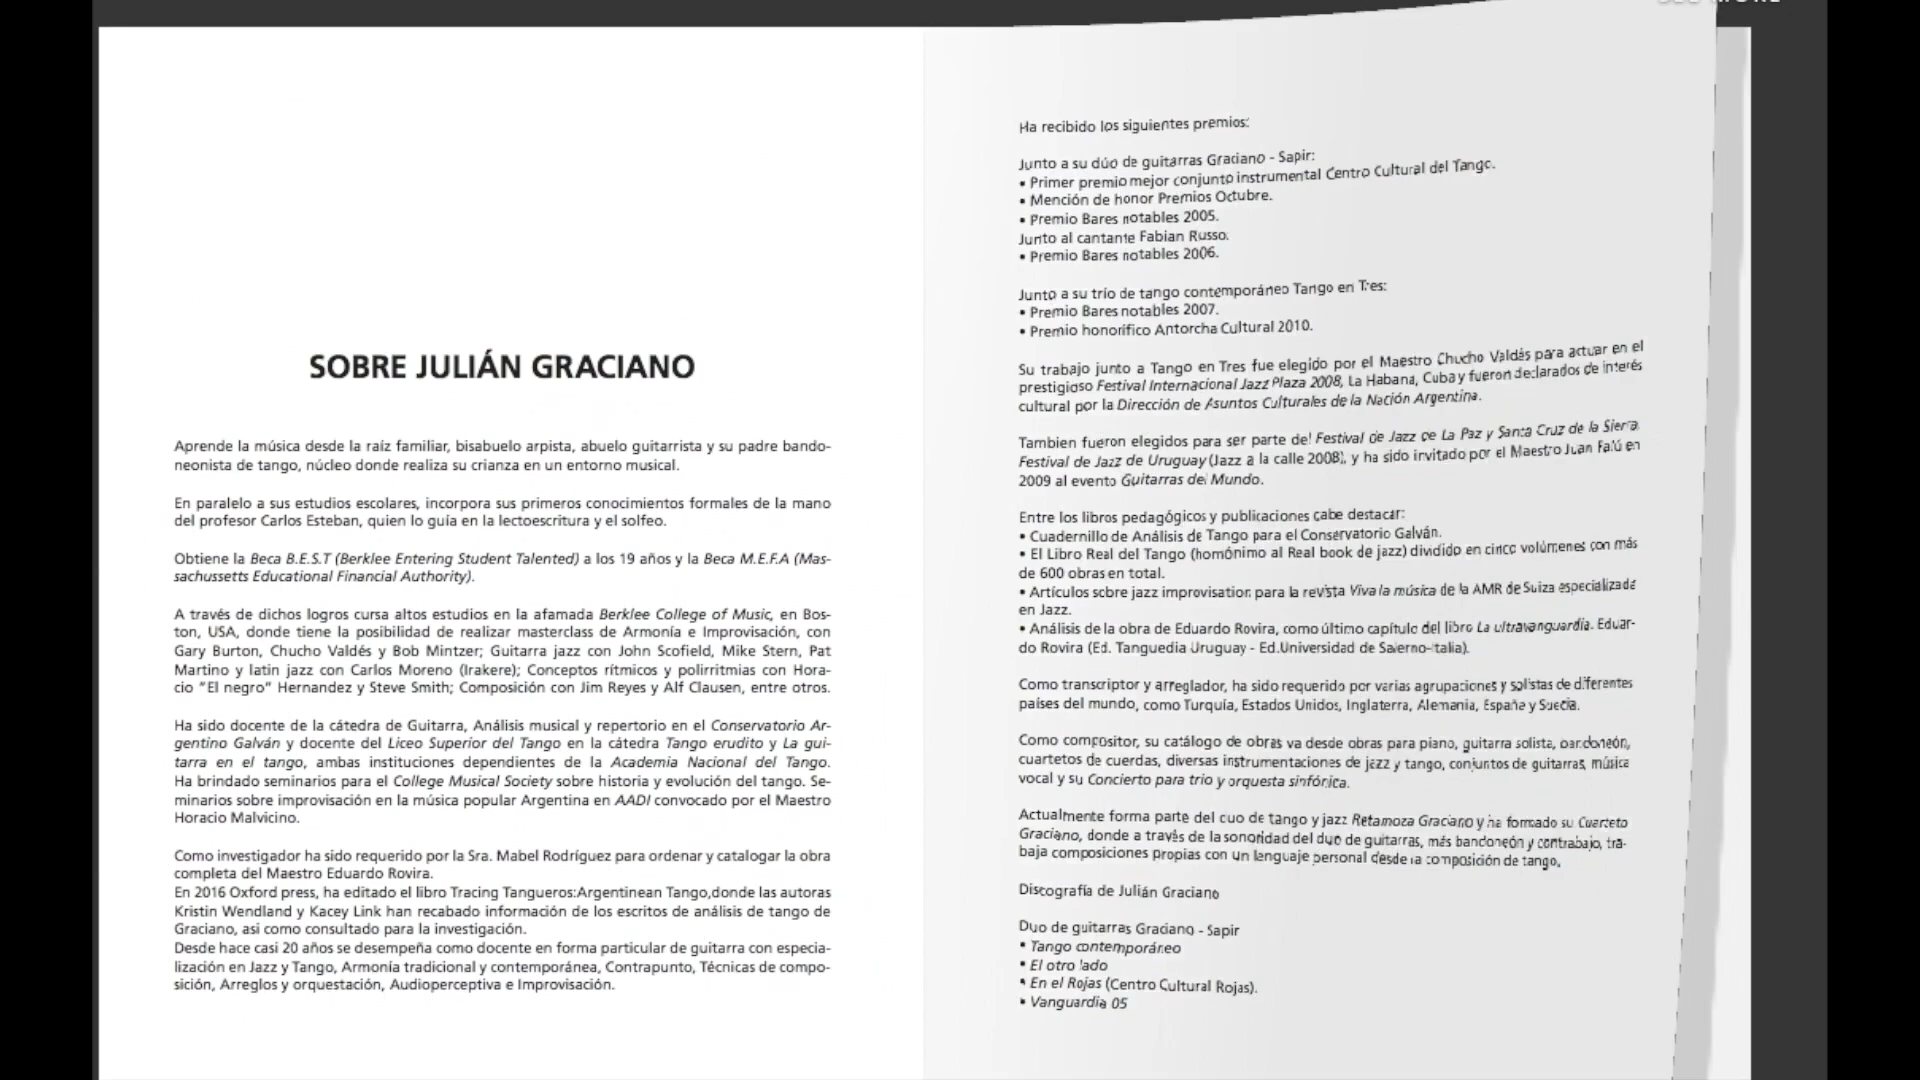 SOBRE JULIÁN GRACIANO
Aprende la música desde la raíz familiar, bisabuelo arpista, abuelo guitarrista y su padre bando-
neonista de tango, núcleo donde realiza su crianza en un entorno musical.
En paralelo a sus estudios escolares, incorpora sus primeros conocimientos formales de la mano
del profesor Carlos Esteban, quien lo guía en la lectoescritura y el solfeo.
Obtiene la Beca B.E.S.T (Berklee Entering Student Talented) a los 19 años y la Beca M.E.F.A (Mas-
sachussetts Educational Financial Authority).
A través de dichos logros cursa altos estudios en la afamada Berklee College of Music, en Bos-
ton, USA, donde tiene la posibilidad de realizar masterclass de Armonía e Improvisación, con
Gary Burton, Chucho Valdés y Bob Mintzer; Guitarra jazz con John Scofield, Mike Stern, Pat
Martino y latin jazz con Carlos Moreno (Irakere); Conceptos rítmicos y polirritmias con Hora-
cio "El negro" Hernandez y Steve Smith; Composición con Jim Reyes y Alf Clausen, entre otros.
Ha sido docente de la cátedra de Guitarra, Análisis musical y repertorio en el Conservatorio Ar-
gentino Galván y docente del Liceo Superior del Tango en la cátedra Tango erudito y La gui-
tarra en el tango, ambas instituciones dependientes de la Academia Nacional del Tango.
Ha brindado seminarios para el College Musical Society sobre historia y evolución del tango. Se-
minarios sobre improvisación en la música popular Argentina en AADI convocado por el Maestro
Horacio Malvicino.
Como investigador ha sido requerido por la Sra. Mabel Rodríguez para ordenar y catalogar la obra
completa del Maestro Eduardo Rovira.
En 2016 Oxford press, ha editado el libro Tracing Tangueros:Argentinean Tango,donde las autoras
Kristin Wendland y Kacey Link han recabado información de los escritos de análisis de tango de
Graciano, asi como consultado para la investigación.
Desde hace casi 20 años se desempeña como docente en forma particular de guitarra con especia-
lización en Jazz y Tango, Armonía tradicional y contemporánea, Contrapunto, Técnicas de compo-
sición, Arreglos y orquestación, Audioperceptiva e Improvisación.
Ha recibido los siguientes premios:
Junto a su dúo de guitarras Graciano - Sapir:
• Primer premio mejor conjunto instrumental Centro Cultural del Tango.
• Mención de honor Premios Octubre.
• Premio Bares notables 2005.
Junto al cantante Fabian Russo.
• Premio Bares notables 2006.
Junto a su trío de tango contemporáneo Tango en Tres:
• Premio Bares notables 2007.
• Premio honorífico Antorcha Cultural 2010.
Su trabajo junto a Tango en Tres fue elegido por el Maestro Chucho Valdés para actuar en el
prestigioso Festival Internacional Jazz Plaza 2008, La Habana, Cuba y fueron declarados de interés
cultural por la Dirección de Asuntos Culturales de la Nación Argentina.
Tambien fueron elegidos para ser parte del Festival de Jazz de La Paz y Santa Cruz de la Sierra.
Festival de Jazz de Uruguay (Jazz a la calle 2008), y ha sido invitado por el Maestro Juan Falú en
2009 al evento Guitarras del Mundo.
Entre los libros pedagógicos y publicaciones cabe destacar:
• Cuadernillo de Análisis de Tango para el Conservatorio Galván.
• El Libro Real del Tango (homónimo al Real book de jazz) dividido en cinco volúmenes con más
de 600 obras en total.
• Artículos sobre jazz improvisation para la revista Viva la música de la AMR de Suiza especializada
en Jazz.
• Análisis de la obra de Eduardo Rovira, como último capítulo del libro La ultravanguardia. Eduar-
do Rovira (Ed. Tanguedia Uruguay - Ed.Universidad de Salerno-Italia).
Como transcriptor y arreglador, ha sido requerido por varias agrupaciones y solistas de diferentes
países del mundo, como Turquía, Estados Unidos, Inglaterra, Alemania, España y Suecia.
Como compositor, su catálogo de obras va desde obras para piano, guitarra solista, bandoneón,
cuartetos de cuerdas, diversas instrumentaciones de jazz y tango, conjuntos de guitarras, música
vocal y su Concierto para trio y orquesta sinfónica.
Actualmente forma parte del duo de tango y jazz Retamoza Graciano y ha formado su Cuarteto
Graciano, donde a través de la sonoridad del duo de guitarras, más bandoneón y contrabajo, tra-
baja composiciones propias con un lenguaje personal desde la composición de tango.
Discografía de Julián Graciano
Duo de guitarras Graciano - Sapir
• Tango contemporáneo
• El otro lado
• En el Rojas (Centro Cultural Rojas).
• Vanguardia 05